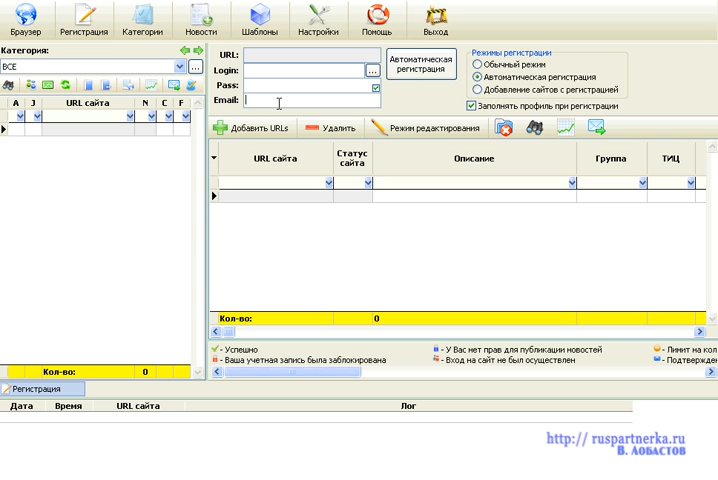 Браузер Регистрация Категории Новости Шаблоны Настройки Помощь Выход
Категория:
ВСЕ
...
A J URL сайта N C F
Кол-во: 0
URL:
Login:
...
Pass:
Email:
Автоматическая регистрация
Режимы регистрации
Обычный режим
Автоматическая регистрация
Добавление сайтов с регистрацией
Заполнять профиль при регистрации
Добавить URLs Удалить Режим редактирования
URL сайта Статус сайта Описание Группа ТИЦ
Кол-во: 0
- Успешно - У Вас нет прав для публикации новостей - Лимит на кол
- Ваша учетная запись была заблокирована - Вход на сайт не был осуществлен - Подтвержден
Регистрация
Дата Время URL сайта Лог
http:// ruspartnerka.ru
В. Лобастов